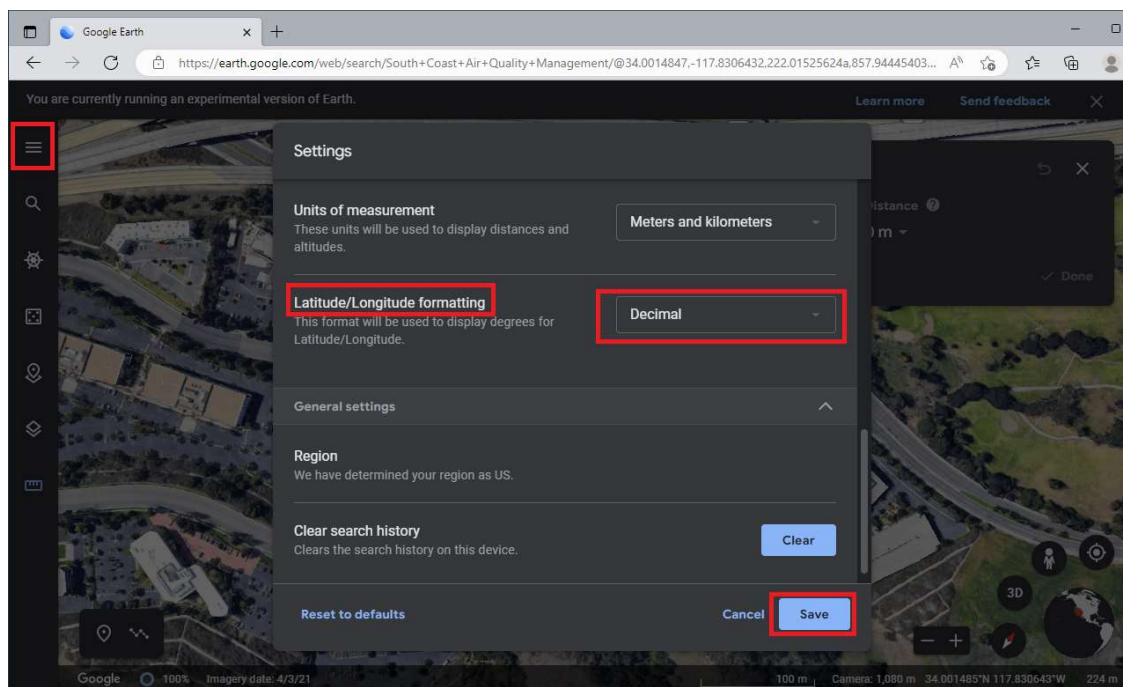 Google Earth
https://earth.google.com/web/search/South+Coast+Air+Quality+Management/@34.0014847,-117.8306432,222.01525624a,857.94445403...
You are currently running an experimental version of Earth.
Learn more
Send feedback
Settings
Units of measurement
These units will be used to display distances and
altitudes.
Meters and kilometers
istance
m
Done
Latitude/Longitude formatting
This format will be used to display degrees for
Latitude/Longitude.
Decimal
General settings
Region
We have determined your region as US.
Clear search history
Clears the search history on this device.
Clear
Reset to defaults
Cancel
Save
3D
Google 100% Imagery date: 4/3/21 100 m Camera: 1,080 m 34.001485°N 117.830643°W 224 m